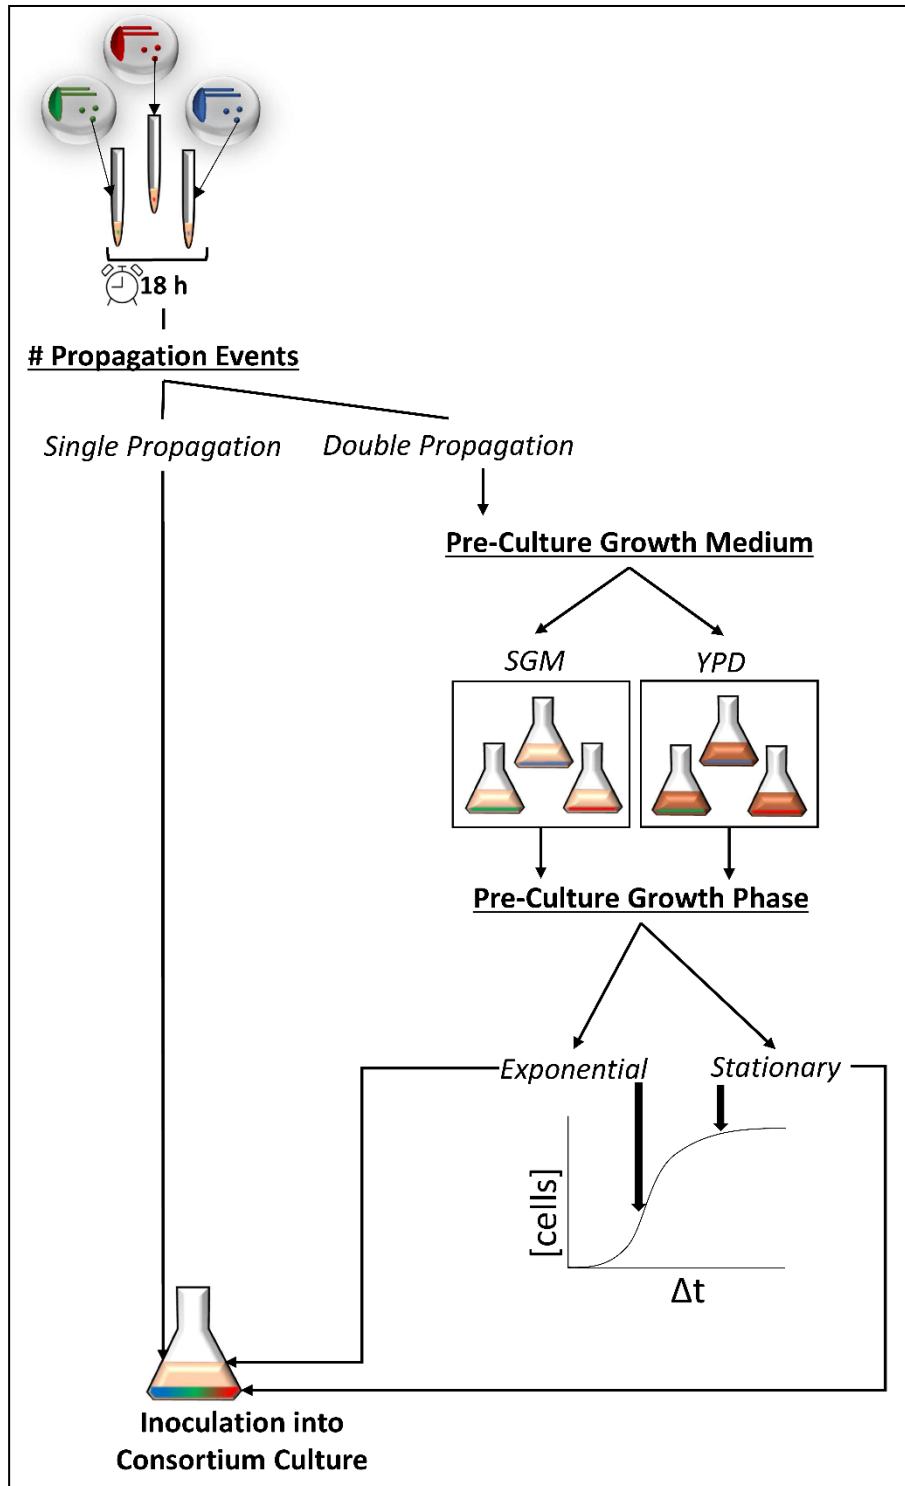 18 h
# Propagation Events
Single Propagation
Double Propagation
Pre-Culture Growth Medium
SGM
YPD
Pre-Culture Growth Phase
Exponential
Stationary
[cells]
Δt
Inoculation into
Consortium Culture